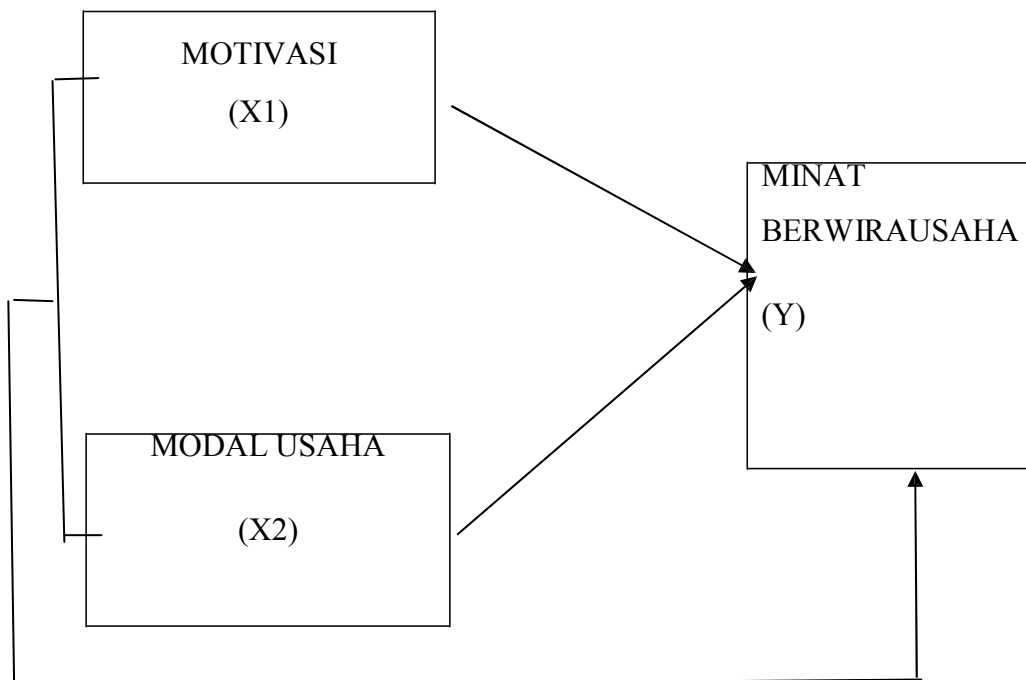 MOTIVASI
(X1)
MINAT
BERWIRAUSAHA
(Y)
MODAL USAHA
(X2)